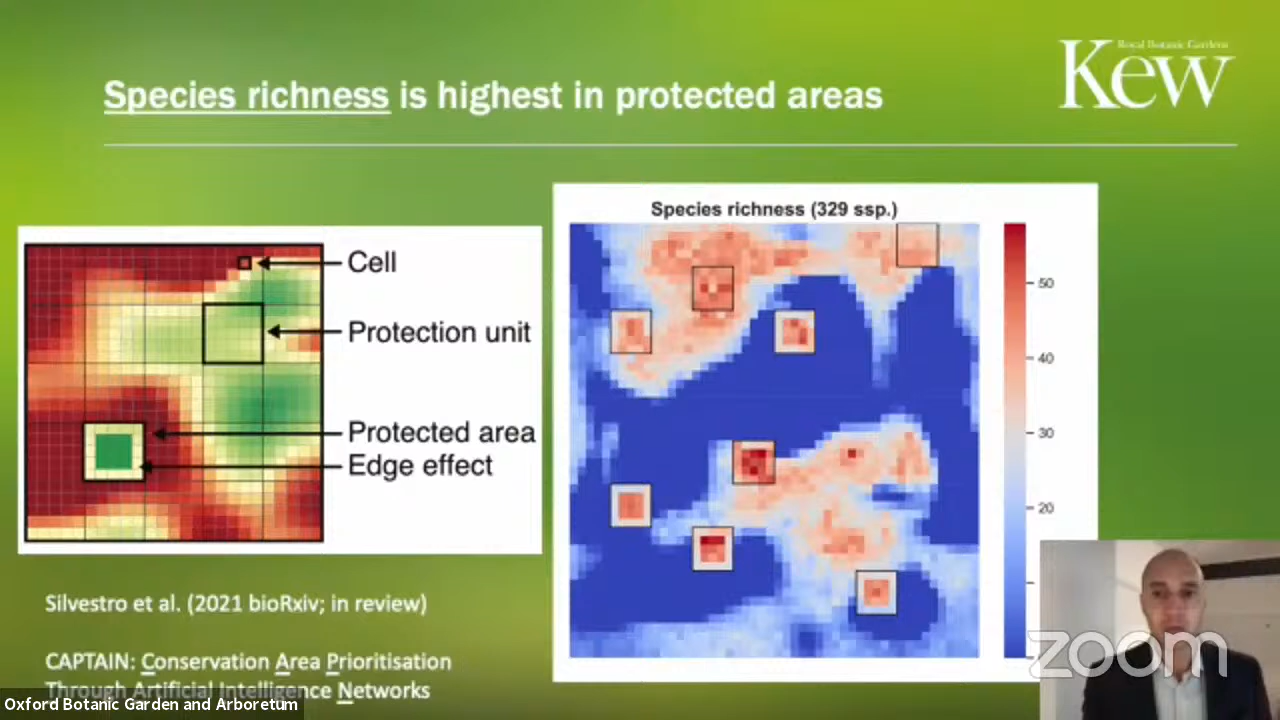 Royal Botanic Gardens
Kew
Species richness is highest in protected areas
Cell
Protection unit
Protected area
Edge effect
Species richness (329 ssp.)
50
40
30
20
Silvestro et al. (2021 bioRxiv; in review)
CAPTAIN: Conservation Area Prioritisation
Through Artificial Intelligence Networks
Oxford Botanic Garden and Arboretum
zoom